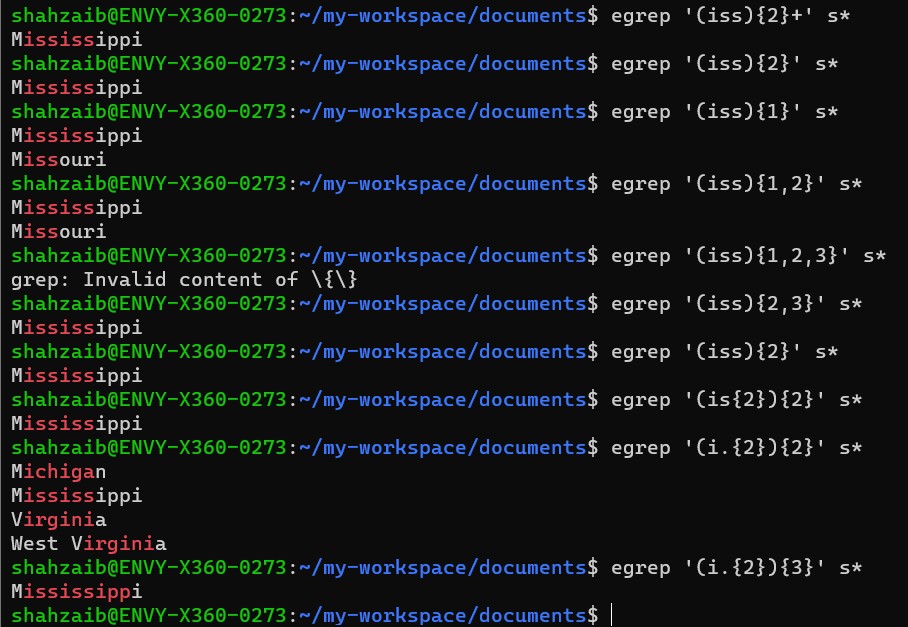 shahzaib@ENVY-X360-0273:~/my-workspace/documents$ egrep '(iss){2}+' s*
Mississippi
shahzaib@ENVY-X360-0273:~/my-workspace/documents$ egrep '(iss){2}' s*
Mississippi
shahzaib@ENVY-X360-0273:~/my-workspace/documents$ egrep '(iss){1}' s*
Mississippi
Missouri
shahzaib@ENVY-X360-0273:~/my-workspace/documents$ egrep '(iss){1,2}' s*
Mississippi
Missouri
shahzaib@ENVY-X360-0273:~/my-workspace/documents$ egrep '(iss){1,2,3}' s*
grep: Invalid content of \{\}
shahzaib@ENVY-X360-0273:~/my-workspace/documents$ egrep '(iss){2,3}' s*
Mississippi
shahzaib@ENVY-X360-0273:~/my-workspace/documents$ egrep '(iss){2}' s*
Mississippi
shahzaib@ENVY-X360-0273:~/my-workspace/documents$ egrep '(is{2}){2}' s*
Mississippi
shahzaib@ENVY-X360-0273:~/my-workspace/documents$ egrep '(i.{2}){2}' s*
Michigan
Mississippi
Virginia
West Virginia
shahzaib@ENVY-X360-0273:~/my-workspace/documents$ egrep '(i.{2}){3}' s*
Mississippi
shahzaib@ENVY-X360-0273:~/my-workspace/documents$